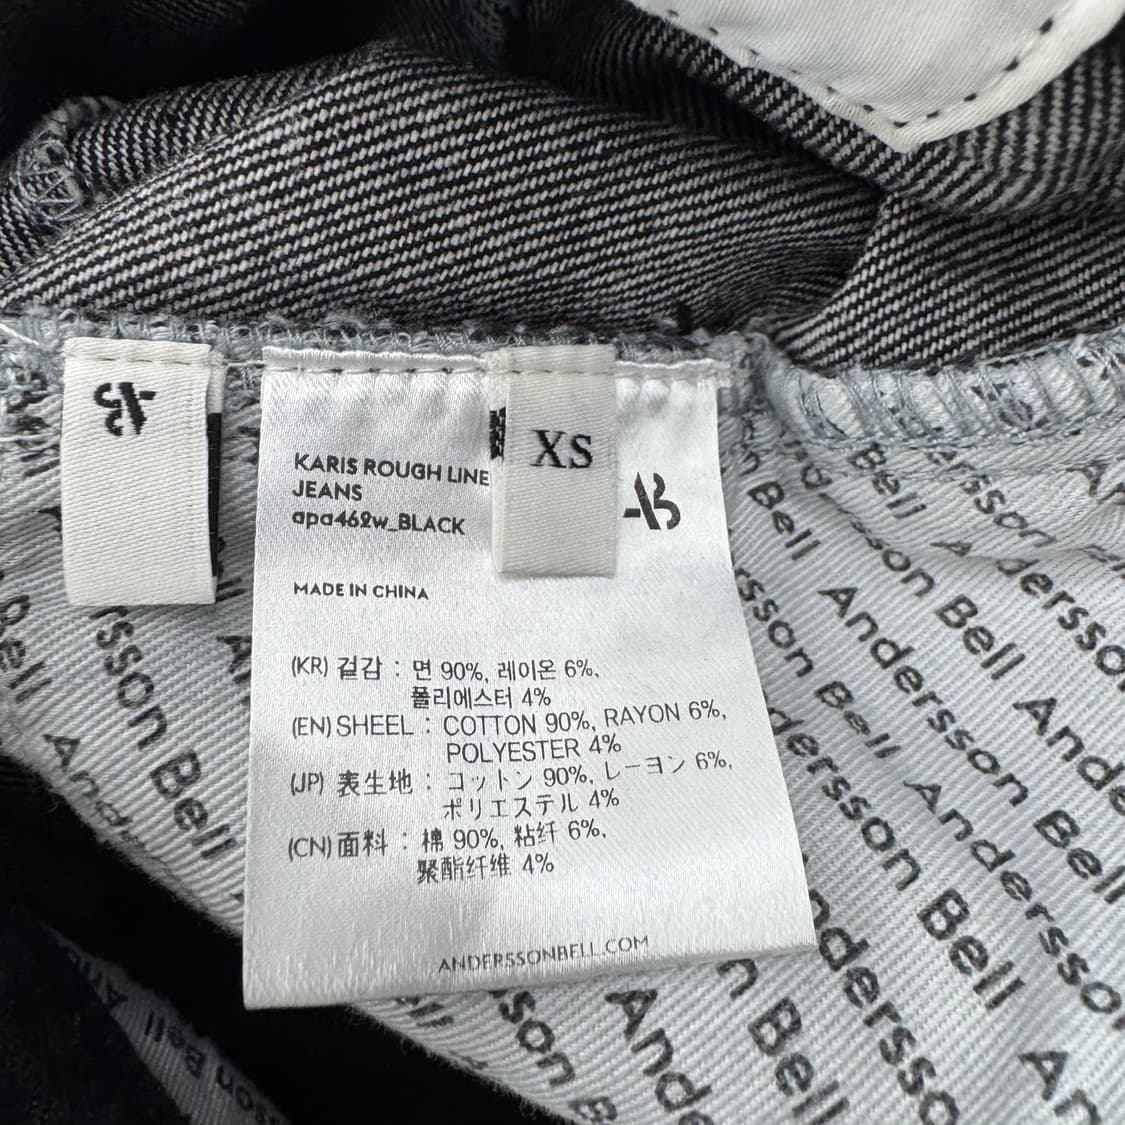 XS
KARIS ROUGH LINE
JEANS
apa462w_BLACK
MADE IN CHINA
(KR) 겉감 : 면 90%, 레이온 6%,
폴리에스터 4%
(EN) SHEEL : COTTON 90%, RAYON 6%,
POLYESTER 4%
(JP) 表生地 : コットン 90%, レーヨン 6%,
ポリエステル 4%
(CN) 面料 : 棉 90%, 粘纤 6%,
聚酯纤维 4%
ANDERSSONBELL.COM
Andersson Bell
Andersson Bell
Andersson Bell
Andersson Bell